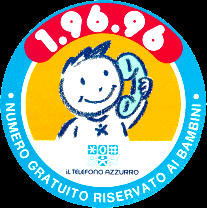 1.96.96
IL TELEFONO AZZURRO
• NUMERO GRATUITO RISERVATO AI BAMBINI •